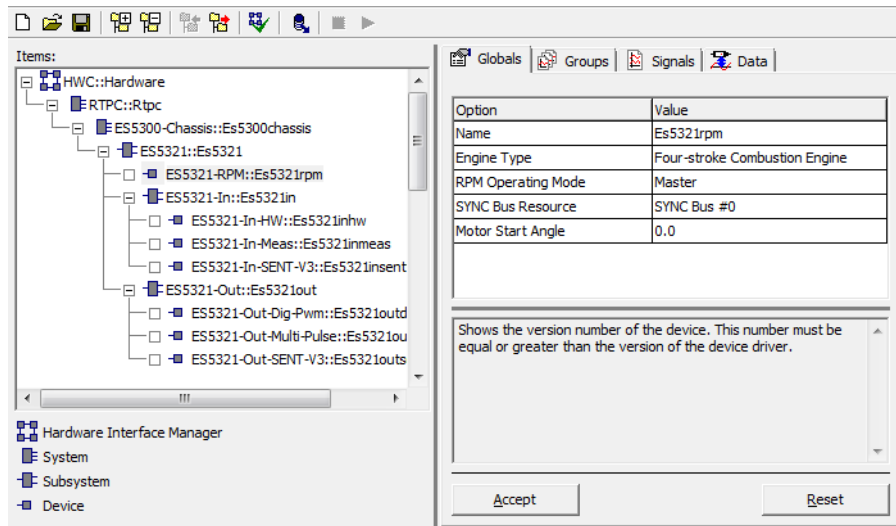 Items:
HWC::Hardware
RTPC::Rtpc
ES5300-Chassis::Es5300chassis
ES5321::Es5321
ES5321-RPM::Es5321rpm
ES5321-In::Es5321in
ES5321-In-HW::Es5321inhw
ES5321-In-Meas::Es5321inmeas
ES5321-In-SENT-V3::Es5321insent
ES5321-Out::Es5321out
ES5321-Out-Dig-Pwm::Es5321outd
ES5321-Out-Multi-Pulse::Es5321ou
ES5321-Out-SENT-V3::Es5321outs
Hardware Interface Manager
System
Subsystem
Device
Globals Groups Signals Data
Option Value
Name Es5321rpm
Engine Type Four-stroke Combustion Engine
RPM Operating Mode Master
SYNC Bus Resource SYNC Bus #0
Motor Start Angle 0.0
Shows the version number of the device. This number must be
equal or greater than the version of the device driver.
Accept Reset